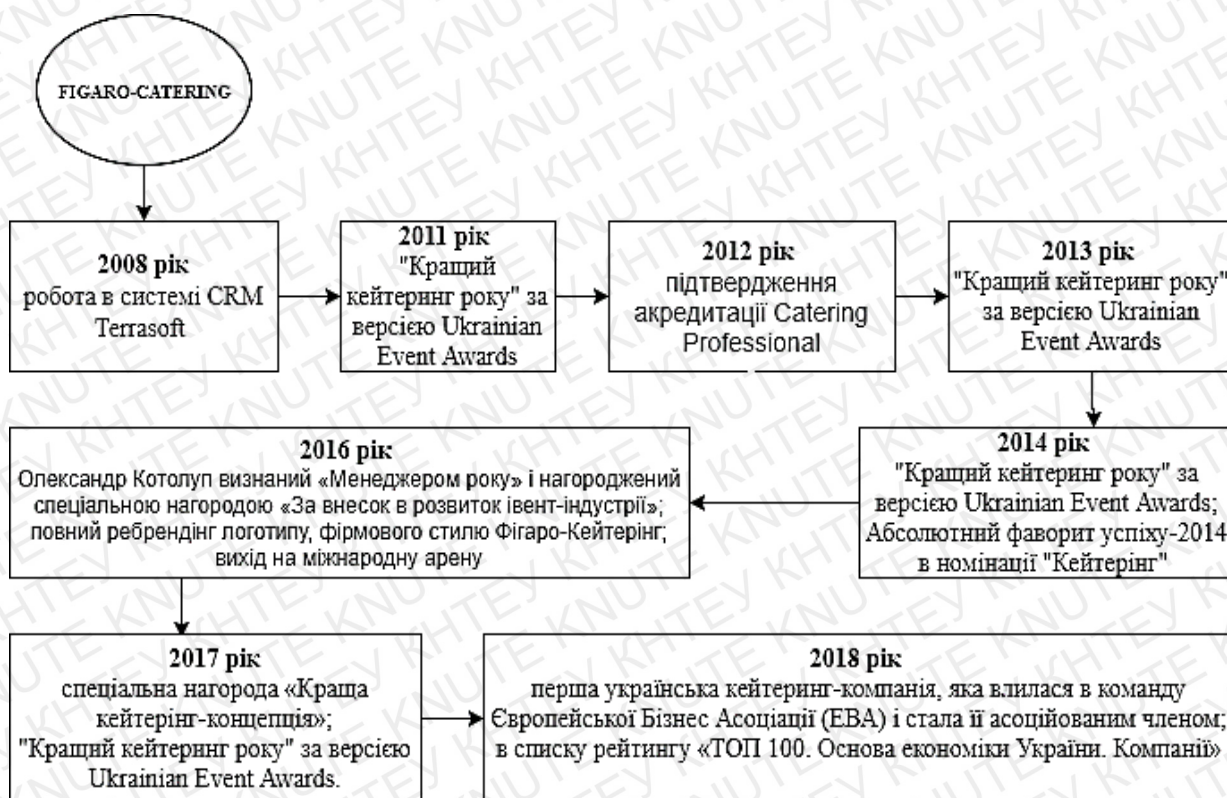 FIGARO-CATERING
2008 рік
робота в системі CRM
Terrasoft
2011 рік
"Кращий
кейтеринг року" за
версією Ukrainian
Event Awards
2012 рік
підтвердження
акредитації Catering
Professional
2013 рік
"Кращий кейтеринг року"
за версією Ukrainian
Event Awards
2014 рік
"Кращий кейтеринг року" за
версією Ukrainian Event Awards;
Абсолютний фаворит успіху-2014
в номінації "Кейтерінг"
2016 рік
Олександр Котолуп визнаний «Менеджером року» і нагороджений
спеціальною нагородою «За внесок в розвиток івент-індустрії»;
повний ребрендінг логотипу, фірмового стилю Фігаро-Кейтерінг;
вихід на міжнародну арену
2017 рік
спеціальна нагорода «Краща
кейтерінг-концепція»;
"Кращий кейтеринг року" за версією
Ukrainian Event Awards.
2018 рік
перша українська кейтеринг-компанія, яка влилася в команду
Європейської Бізнес Асоціації (EBA) і стала її асоційованим членом;
в списку рейтингу «ТОП 100. Основа економіки України. Компанії»